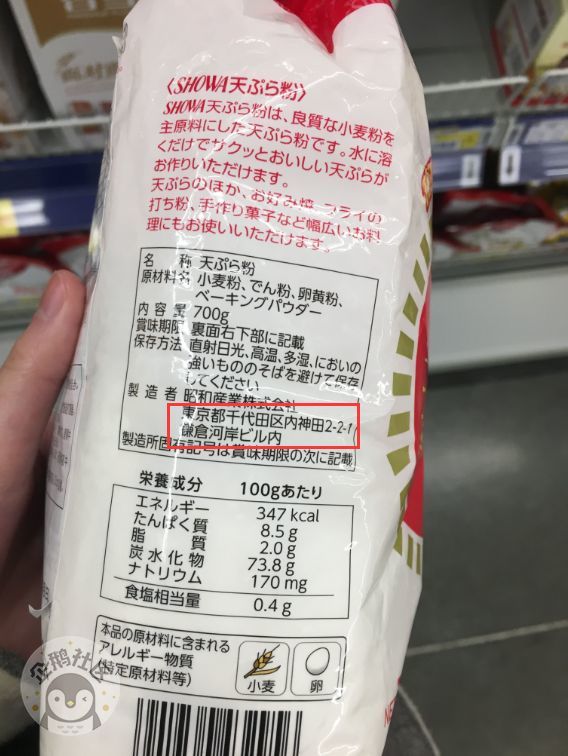 〈SHOWA天ぷら粉〉
SHOWA天ぷら粉は、良質な小麦粉を
主原料にした天ぷら粉です。水に溶
くだけでサクッとおいしい天ぷらが
お作りいただけます。
天ぷらのほか、お好み焼、フライの
打ち粉、手作り菓子など幅広いお料
理にもお使いいただけます。
名 称 天ぷら粉
原材料名 小麦粉、でん粉、卵黄粉、
ベーキングパウダー
内容量 700g
賞味期限 裏面右下部に記載
保存方法 直射日光、高温、多湿、においの
強いもののそばを避けて保存
してください
製造者 昭和産業株式会社
東京都千代田区内神田2-2-1
鎌倉河岸ビル内
製造所固有記号は賞味期限の次に記載
栄養成分 100gあたり
エネルギー 347 kcal
たんぱく質 8.5 g
脂質 2.0 g
炭水化物 73.8 g
ナトリウム 170 mg
食塩相当量 0.4 g
本品の原材料に含まれる
アレルギー物質
(特定原材料等)
小麦
卵
企鹅社